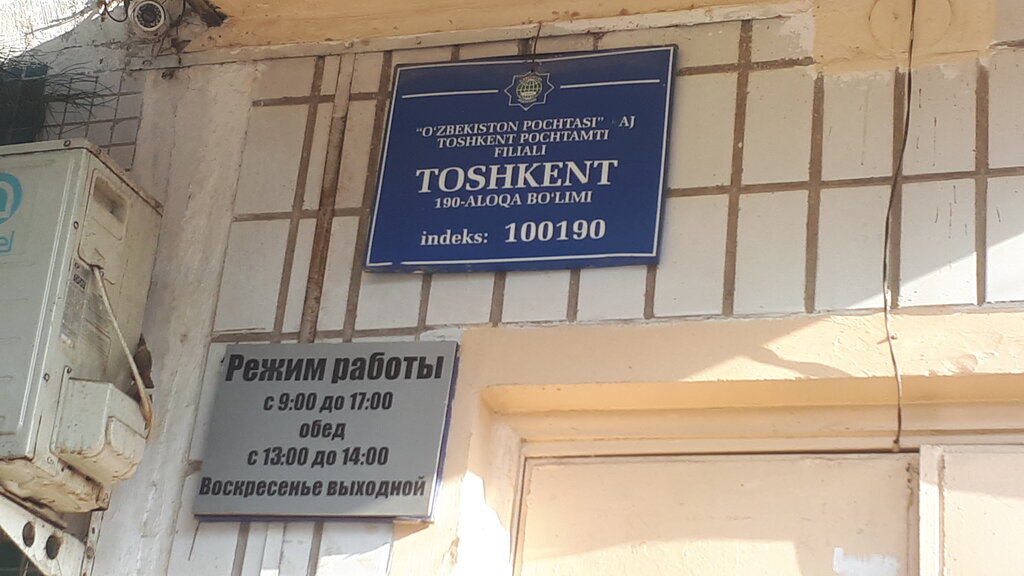 "O'ZBEKISTON POCHTASI" AJ
TOSHKENT POCHTAMTI
FILIALI
TOSHKENT
190-ALOQA BO'LIMI
indeks: 100190
Режим работы
с 9:00 до 17:00
обед
с 13:00 до 14:00
Воскресенье выходной